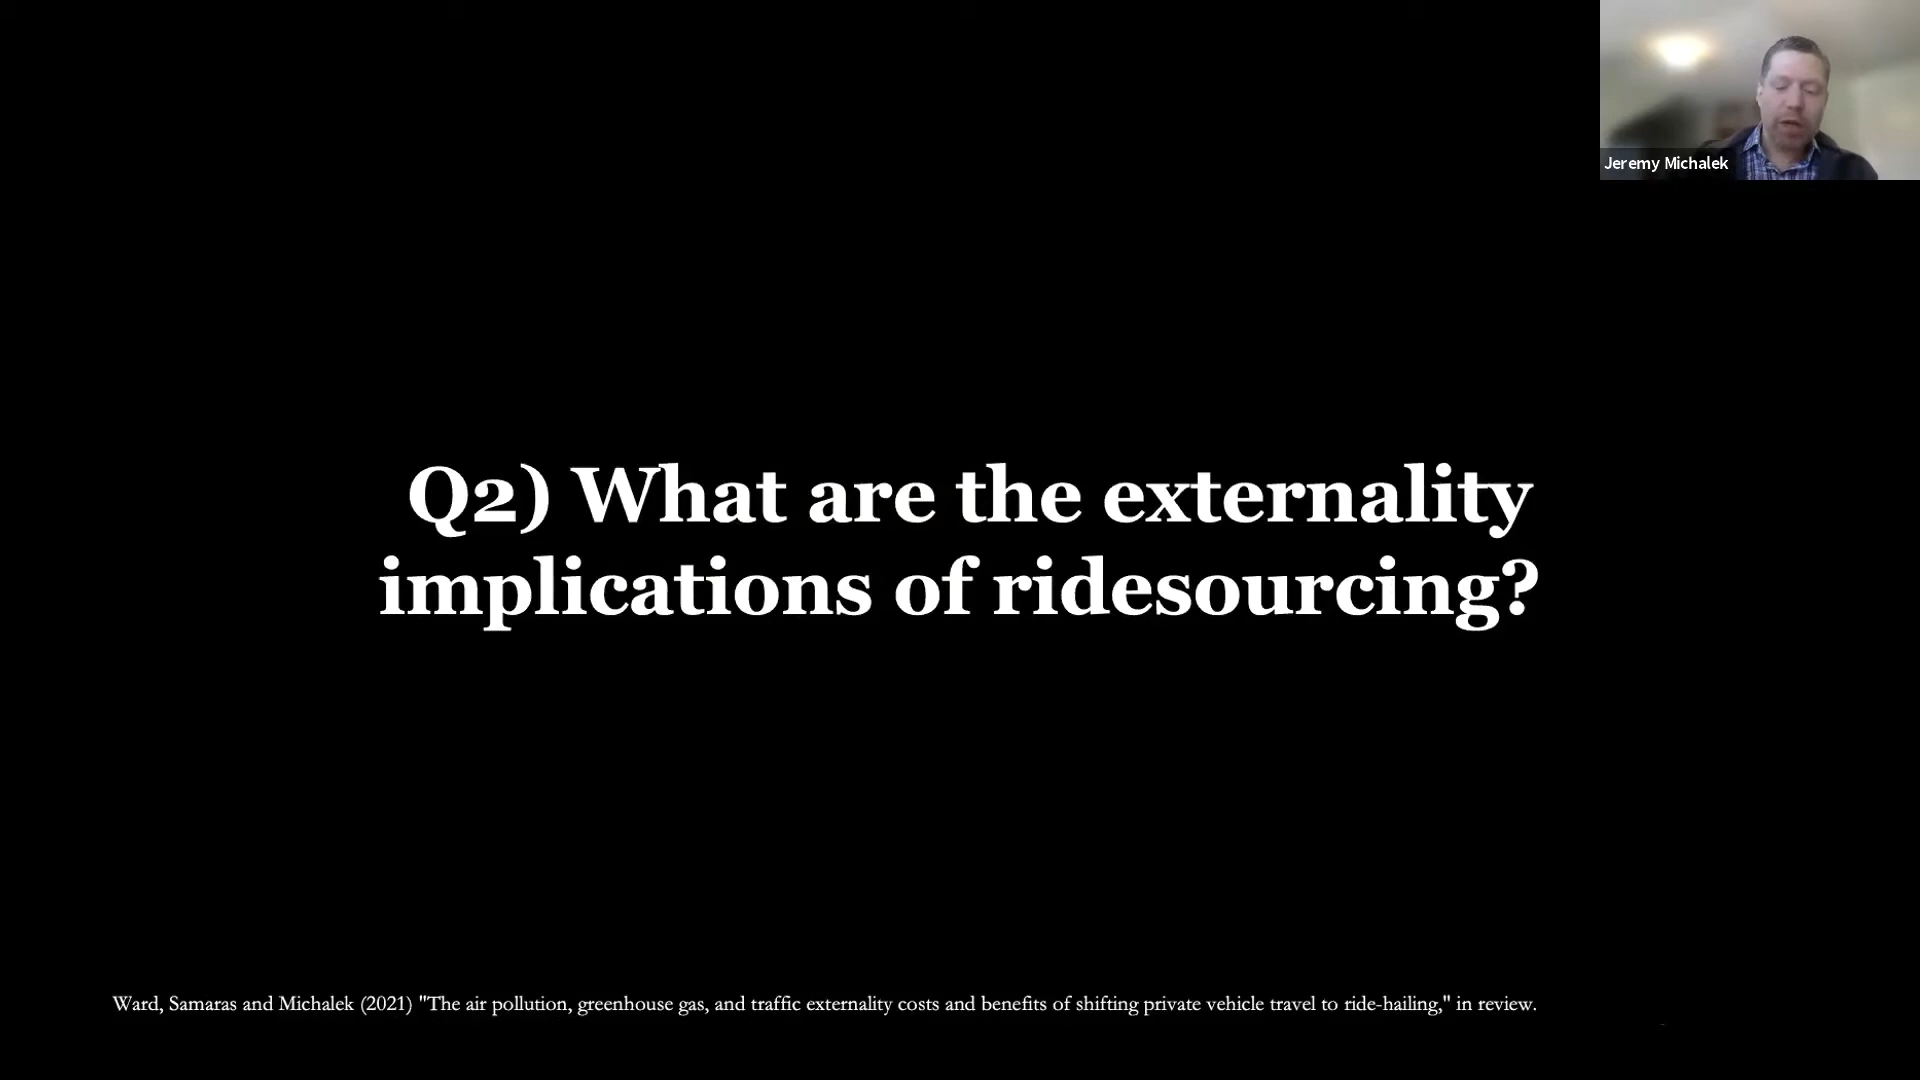 Jeremy Michalek
Q2) What are the externality
implications of ridesourcing?
Ward, Samaras and Michalek (2021) "The air pollution, greenhouse gas, and traffic externality costs and benefits of shifting private vehicle travel to ride-hailing," in review.